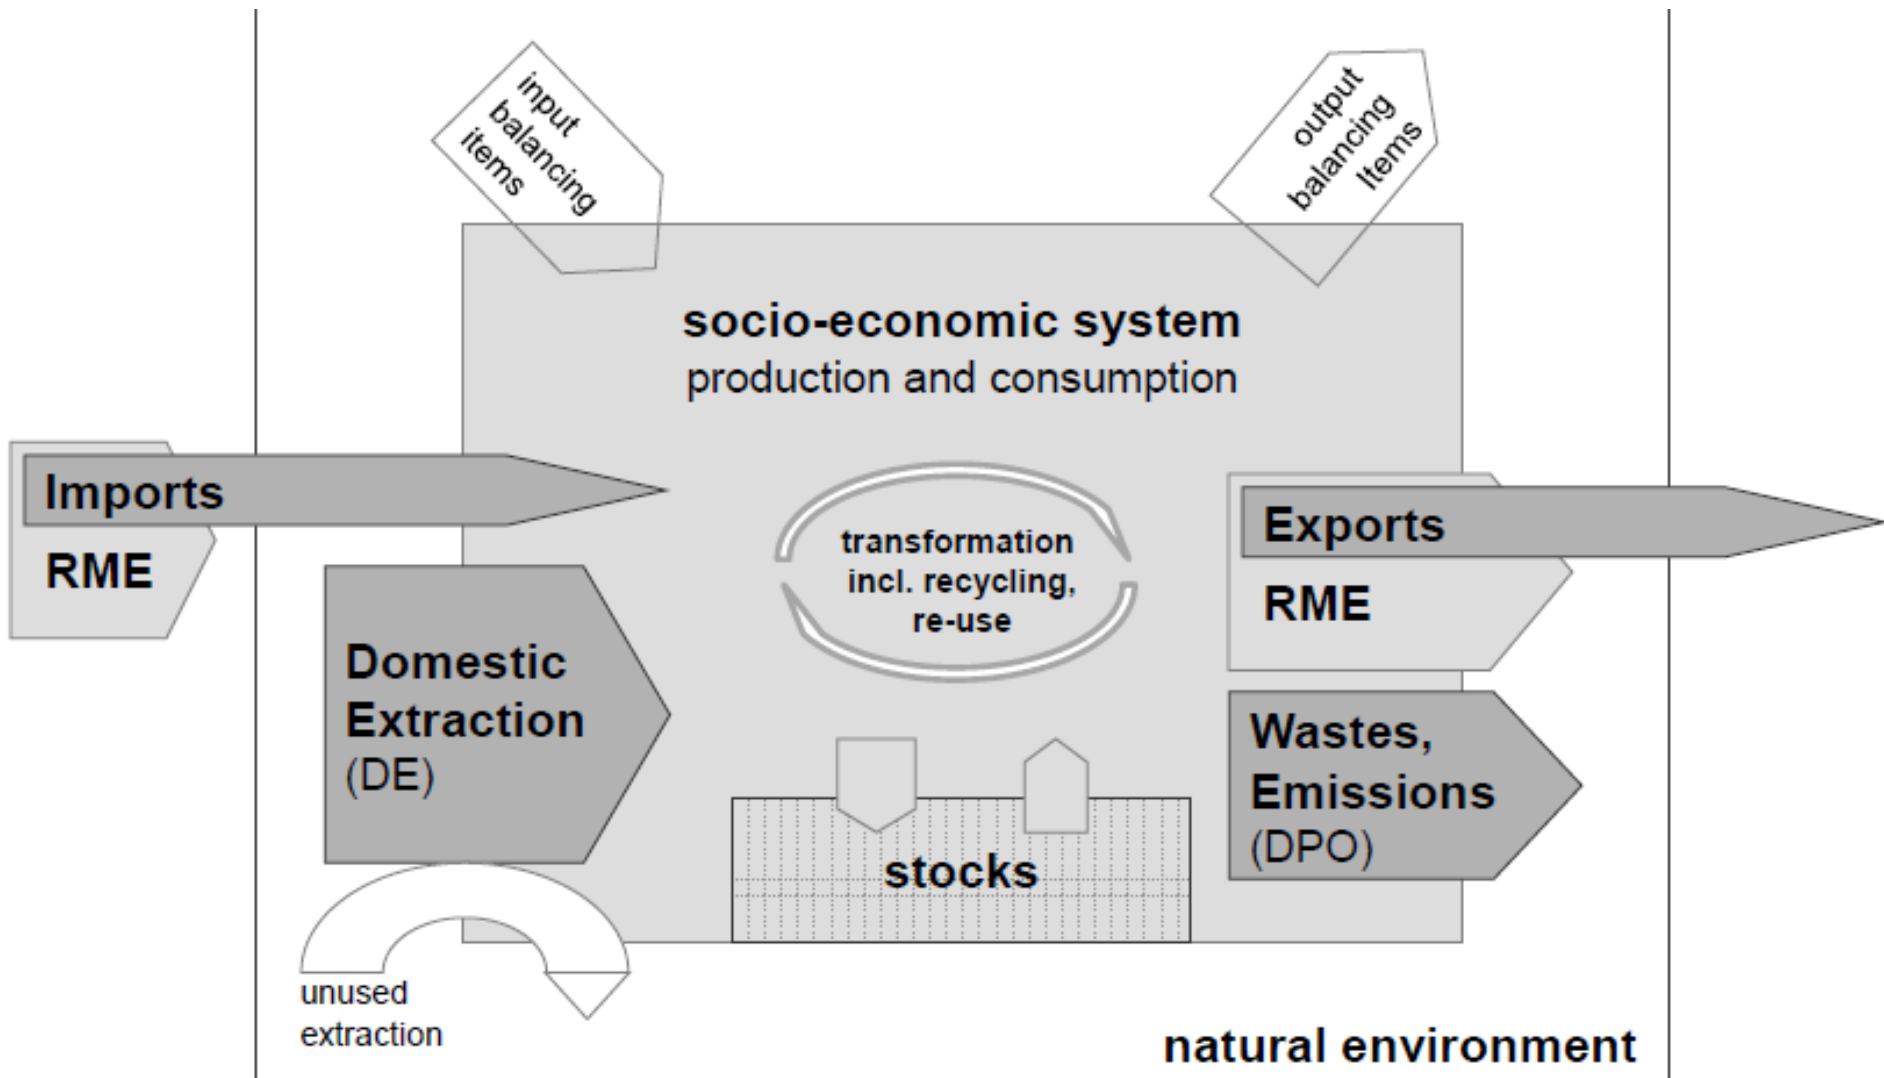 input
balancing
items
output
balancing
Items
socio-economic system
production and consumption
Imports
RME
transformation
incl. recycling,
re-use
Exports
RME
Domestic
Extraction
(DE)
Wastes,
Emissions
(DPO)
stocks
unused
extraction
natural environment